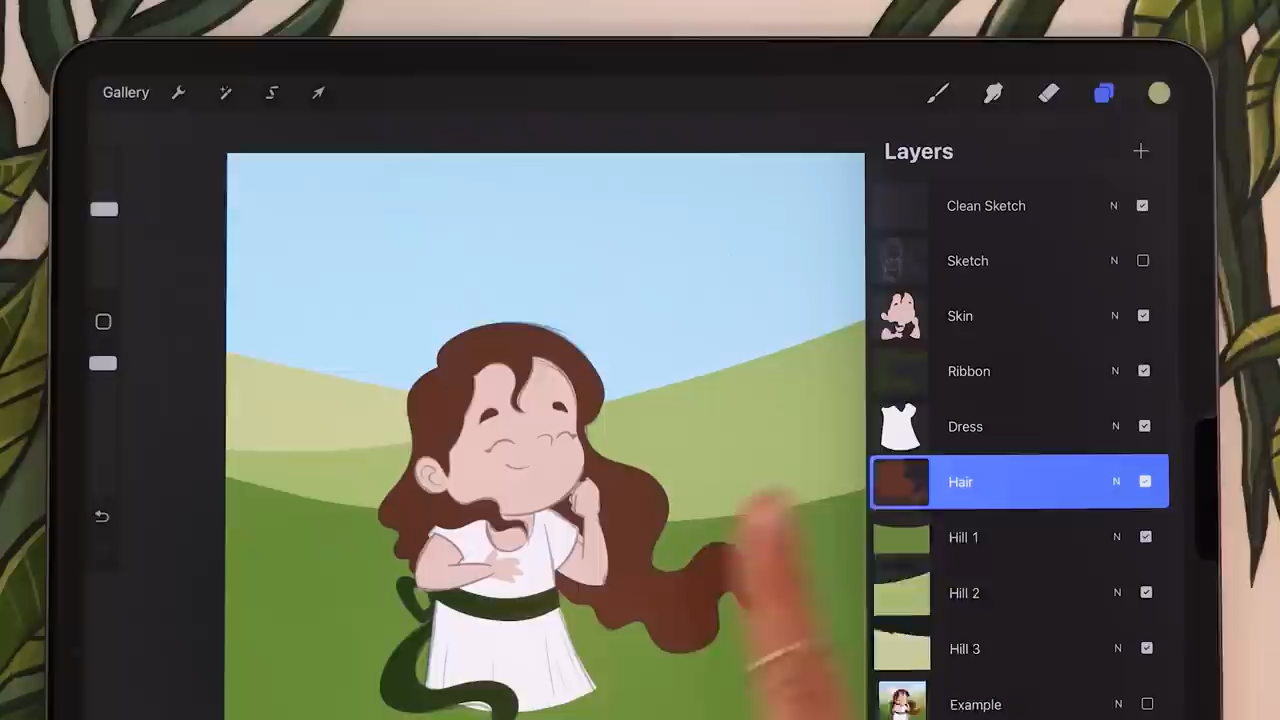 Gallery
Layers
Clean Sketch N
Sketch N
Skin N
Ribbon N
Dress N
Hair N
Hill 1 N
Hill 2 N
Hill 3 N
Example N